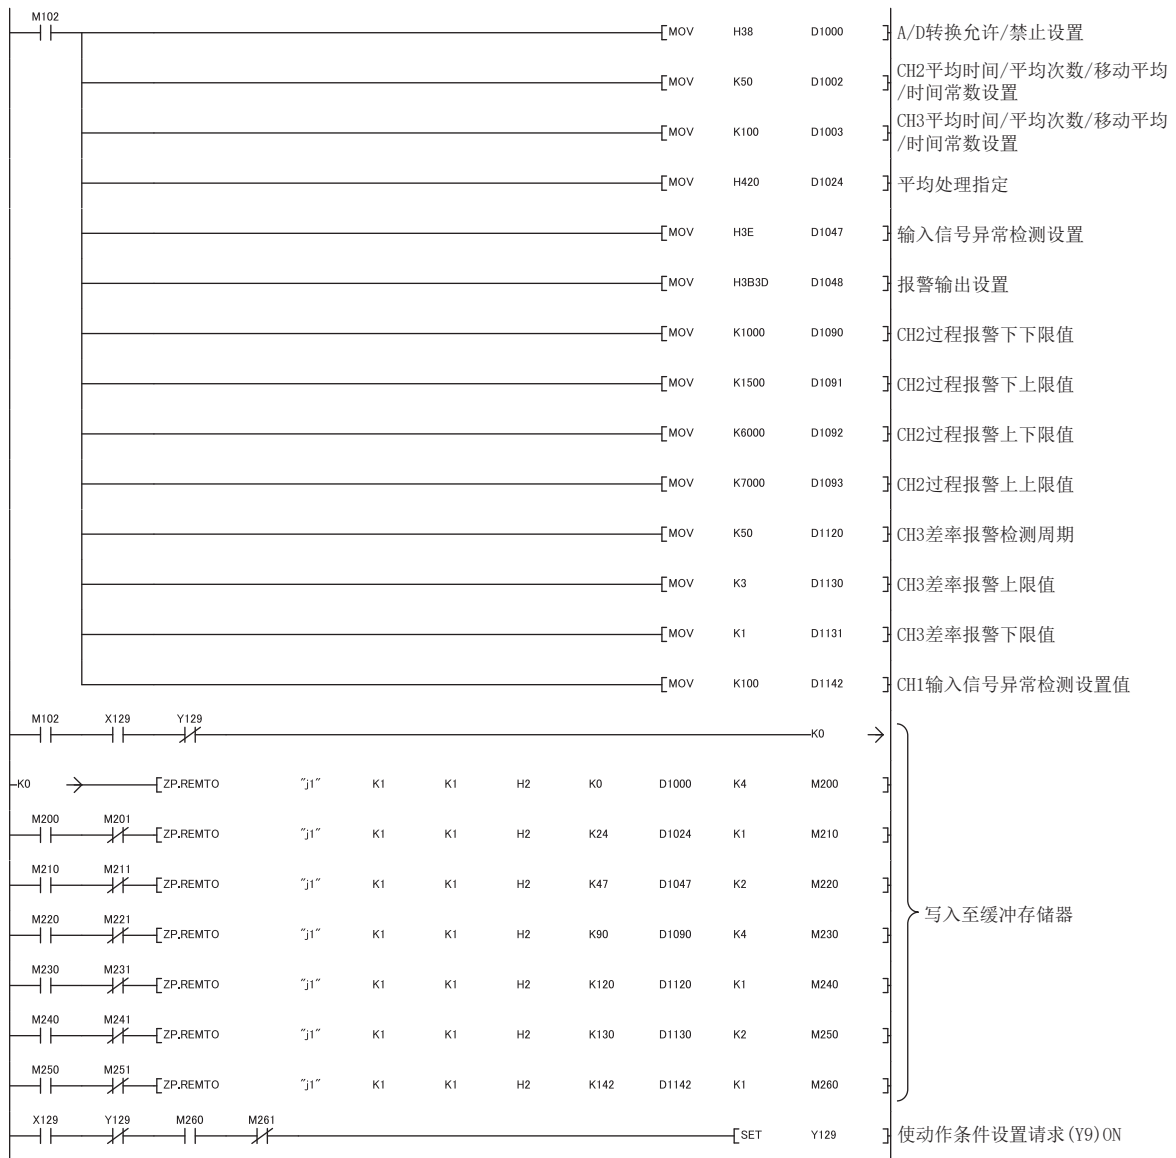 M102
MOV H38 D1000 A/D转换允许/禁止设置
MOV K50 D1002 CH2平均时间/平均次数/移动平均
/时间常数设置
MOV K100 D1003 CH3平均时间/平均次数/移动平均
/时间常数设置
MOV H420 D1024 平均处理指定
MOV H3E D1047 输入信号异常检测设置
MOV H3B3D D1048 报警输出设置
MOV K1000 D1090 CH2过程报警下下限值
MOV K1500 D1091 CH2过程报警下上限值
MOV K6000 D1092 CH2过程报警上下限值
MOV K7000 D1093 CH2过程报警上上限值
MOV K50 D1120 CH3差率报警检测周期
MOV K3 D1130 CH3差率报警上限值
MOV K1 D1131 CH3差率报警下限值
MOV K100 D1142 CH1输入信号异常检测设置值
M102 X129 Y129
K0
K0 ZP.REMTO "j1" K1 K1 H2 K0 D1000 K4 M200
M200 M201
ZP.REMTO "j1" K1 K1 H2 K24 D1024 K1 M210
M210 M211
ZP.REMTO "j1" K1 K1 H2 K47 D1047 K2 M220
写入至缓冲存储器
M220 M221
ZP.REMTO "j1" K1 K1 H2 K90 D1090 K4 M230
M230 M231
ZP.REMTO "j1" K1 K1 H2 K120 D1120 K1 M240
M240 M241
ZP.REMTO "j1" K1 K1 H2 K130 D1130 K2 M250
M250 M251
ZP.REMTO "j1" K1 K1 H2 K142 D1142 K1 M260
X129 Y129 M260 M261
SET Y129 使动作条件设置请求(Y9)ON